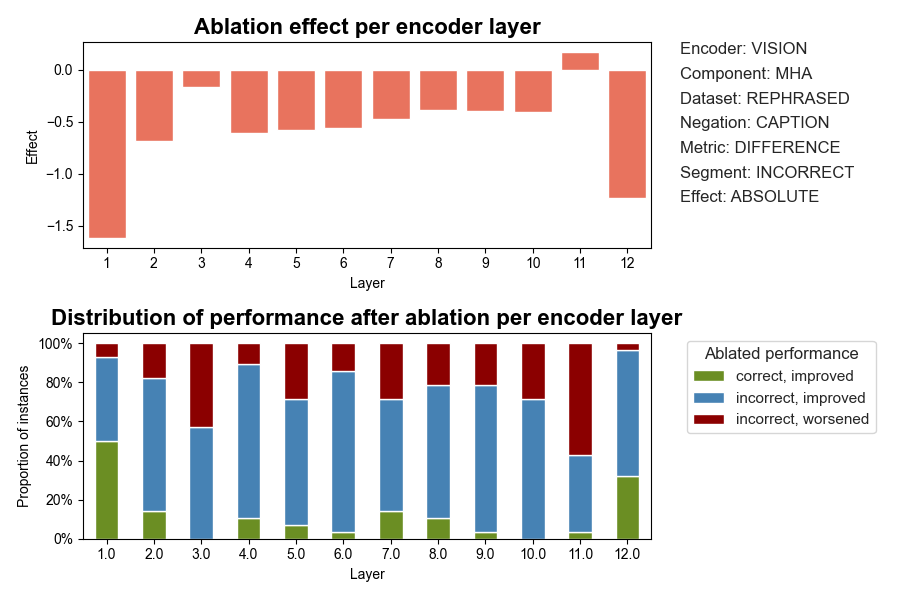 Ablation effect per encoder layer
Effect
0.0
−0.5
−1.0
−1.5
1 2 3 4 5 6 7 8 9 10 11 12
Layer
Encoder: VISION
Component: MHA
Dataset: REPHRASED
Negation: CAPTION
Metric: DIFFERENCE
Segment: INCORRECT
Effect: ABSOLUTE
Distribution of performance after ablation per encoder layer
Proportion of instances
100%
80%
60%
40%
20%
0%
1.0 2.0 3.0 4.0 5.0 6.0 7.0 8.0 9.0 10.0 11.0 12.0
Layer
Ablated performance
correct, improved
incorrect, improved
incorrect, worsened